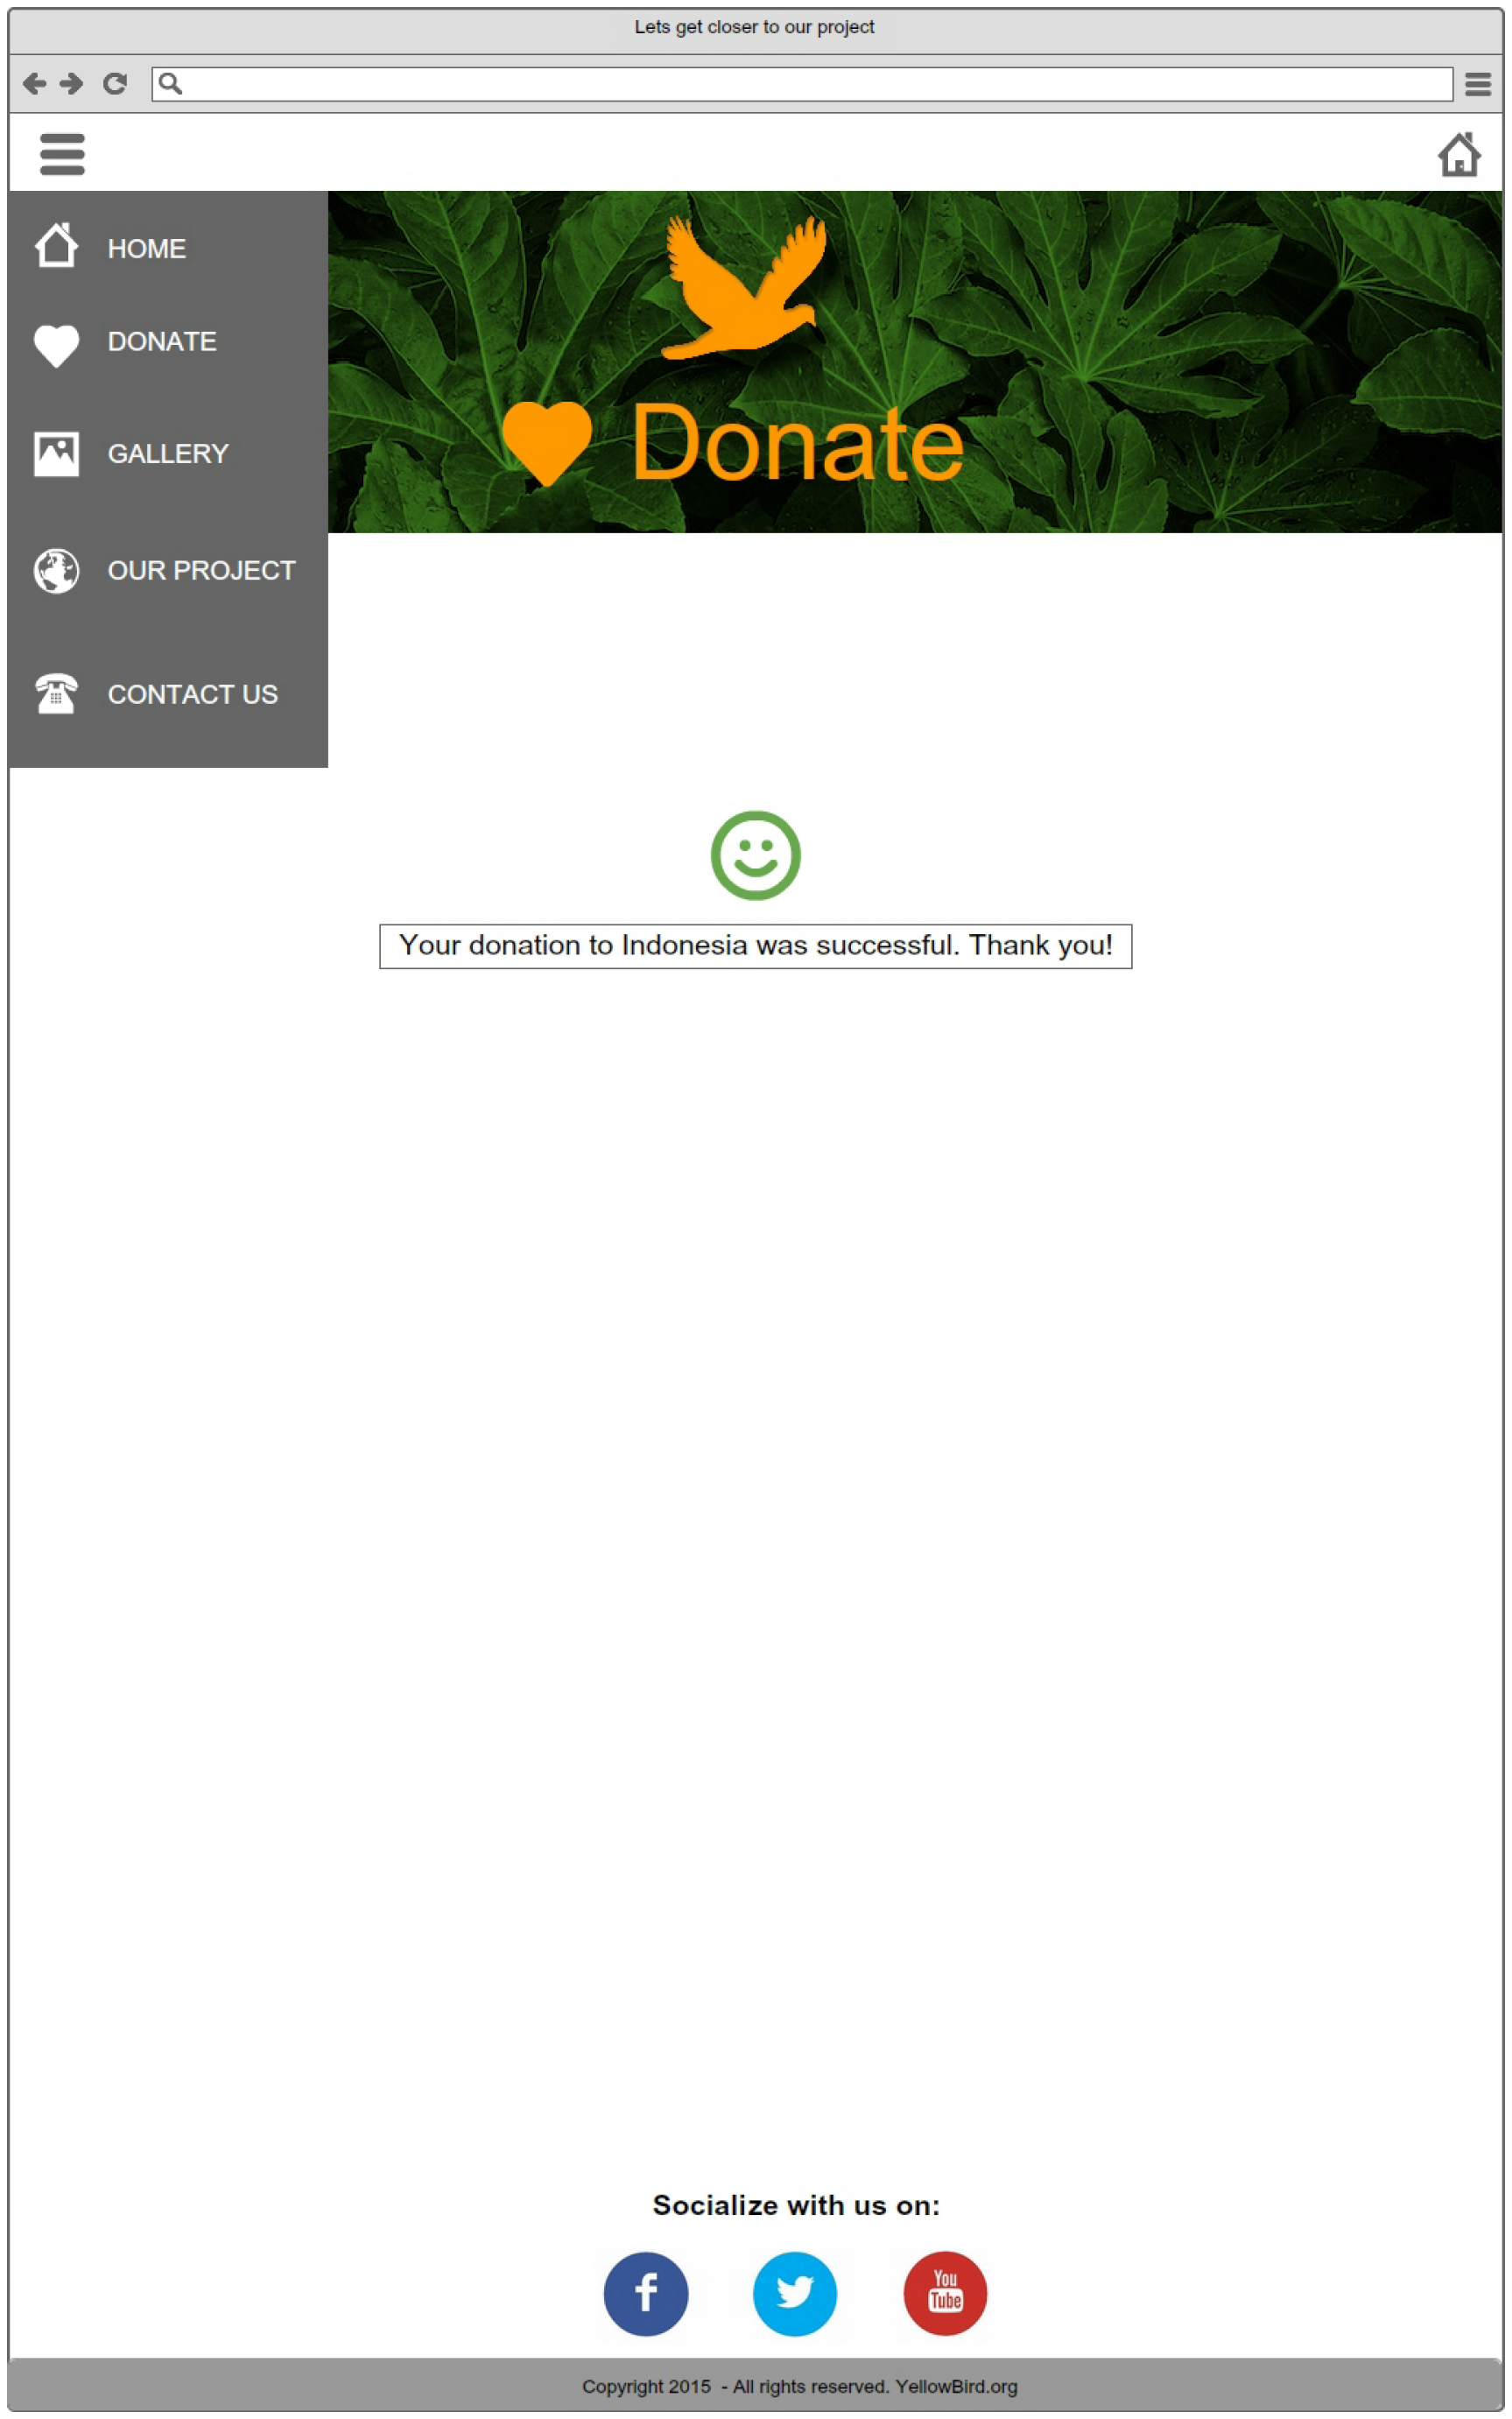 Lets get closer to our project
HOME
DONATE
GALLERY
OUR PROJECT
CONTACT US
Donate
Your donation to Indonesia was successful. Thank you!
Socialize with us on:
f
You
Tube
Copyright 2015  - All rights reserved. YellowBird.org